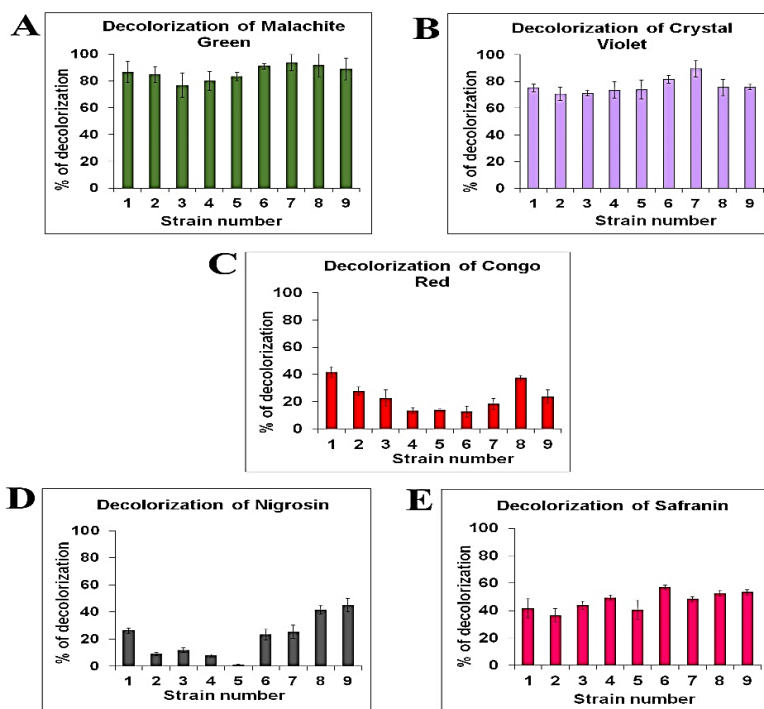 A
Decolorization of Malachite
Green
% of decolorization
100
80
60
40
20
0
1 2 3 4 5 6 7 8 9
Strain number
B
Decolorization of Crystal
Violet
% of decolorization
100
80
60
40
20
0
1 2 3 4 5 6 7 8 9
Strain number
C
Decolorization of Congo
Red
% of decolorization
100
80
60
40
20
0
1 2 3 4 5 6 7 8 9
Strain number
D
Decolorization of Nigrosin
% of decolorization
100
80
60
40
20
0
1 2 3 4 5 6 7 8 9
Strain number
E
Decolorization of Safranin
% of decolorization
100
80
60
40
20
0
1 2 3 4 5 6 7 8 9
Strain number